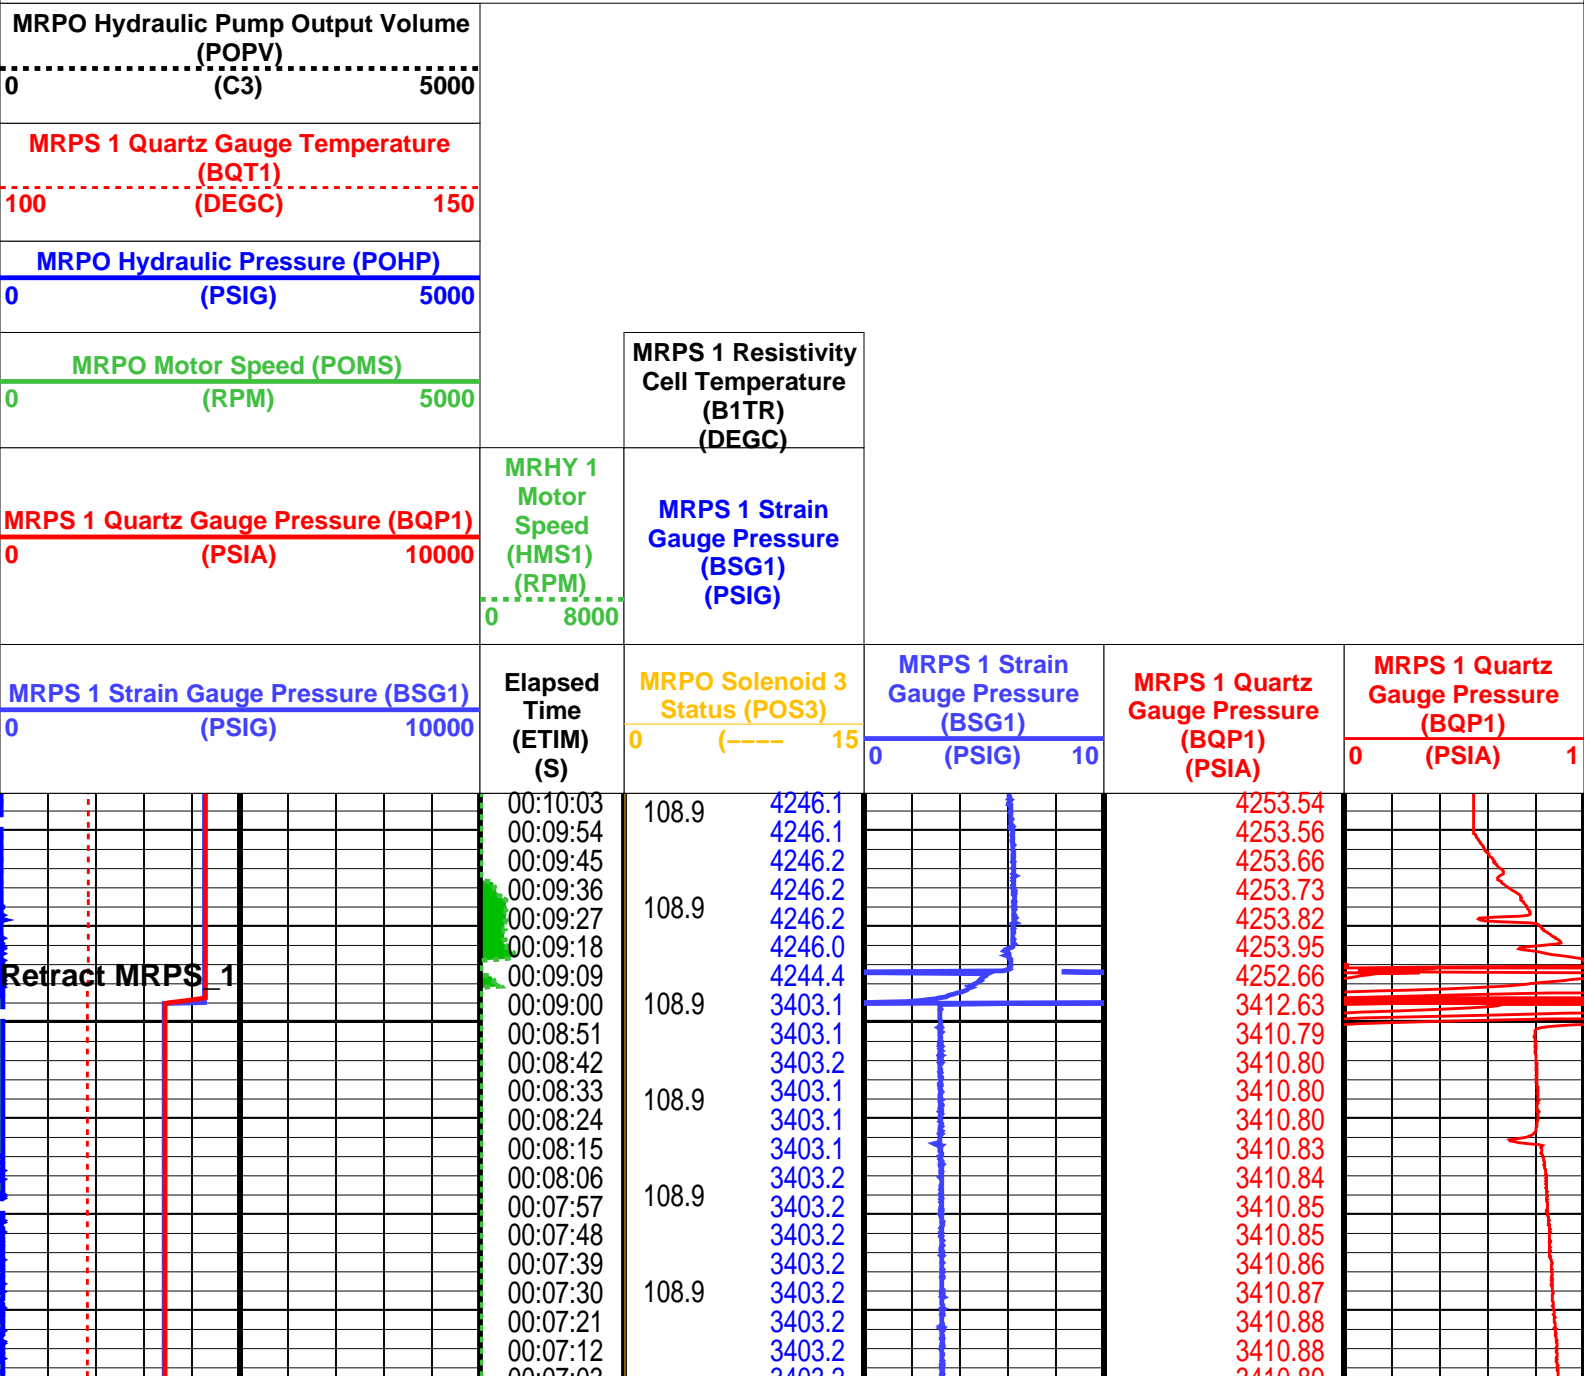 MRPO Hydraulic Pump Output Volume
(POPV)
0 (C3) 5000
MRPS 1 Quartz Gauge Temperature
(BQT1)
100 (DEGC) 150
MRPO Hydraulic Pressure (POHP)
0 (PSIG) 5000
MRPO Motor Speed (POMS)
0 (RPM) 5000
MRPS 1 Resistivity
Cell Temperature
(B1TR)
(DEGC)
MRPS 1 Quartz Gauge Pressure (BQP1)
0 (PSIA) 10000
MRHY 1
Motor
Speed
(HMS1)
(RPM)
0 8000
MRPS 1 Strain
Gauge Pressure
(BSG1)
(PSIG)
MRPS 1 Strain Gauge Pressure (BSG1)
0 (PSIG) 10000
Elapsed
Time
(ETIM)
(S)
MRPO Solenoid 3
Status (POS3)
0 (---- 15
MRPS 1 Strain
Gauge Pressure
(BSG1)
0 (PSIG) 10
MRPS 1 Quartz
Gauge Pressure
(BQP1)
(PSIA)
MRPS 1 Quartz
Gauge Pressure
(BQP1)
0 (PSIA) 1
00:10:03 108.9 4246.1 4253.54
00:09:54 4246.1 4253.56
00:09:45 4246.2 4253.66
00:09:36 4246.2 4253.73
00:09:27 108.9 4246.2 4253.82
00:09:18 4246.0 4253.95
Retract MRPS_1
00:09:09 4244.4 4252.66
00:09:00 108.9 3403.1 3412.63
00:08:51 3403.1 3410.79
00:08:42 3403.2 3410.80
00:08:33 108.9 3403.1 3410.80
00:08:24 3403.1 3410.80
00:08:15 3403.1 3410.83
00:08:06 3403.2 3410.84
00:07:57 108.9 3403.2 3410.85
00:07:48 3403.2 3410.85
00:07:39 3403.2 3410.86
00:07:30 108.9 3403.2 3410.87
00:07:21 3403.2 3410.88
00:07:12 3403.2 3410.88